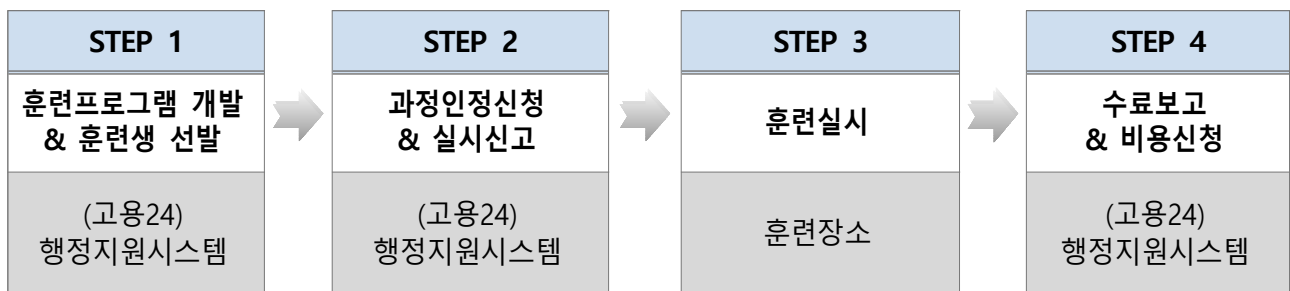 STEP 1
훈련프로그램 개발
& 훈련생 선발
(고용24)
행정지원시스템
STEP 2
과정인정신청
& 실시신고
(고용24)
행정지원시스템
STEP 3
훈련실시
훈련장소
STEP 4
수료보고
& 비용신청
(고용24)
행정지원시스템